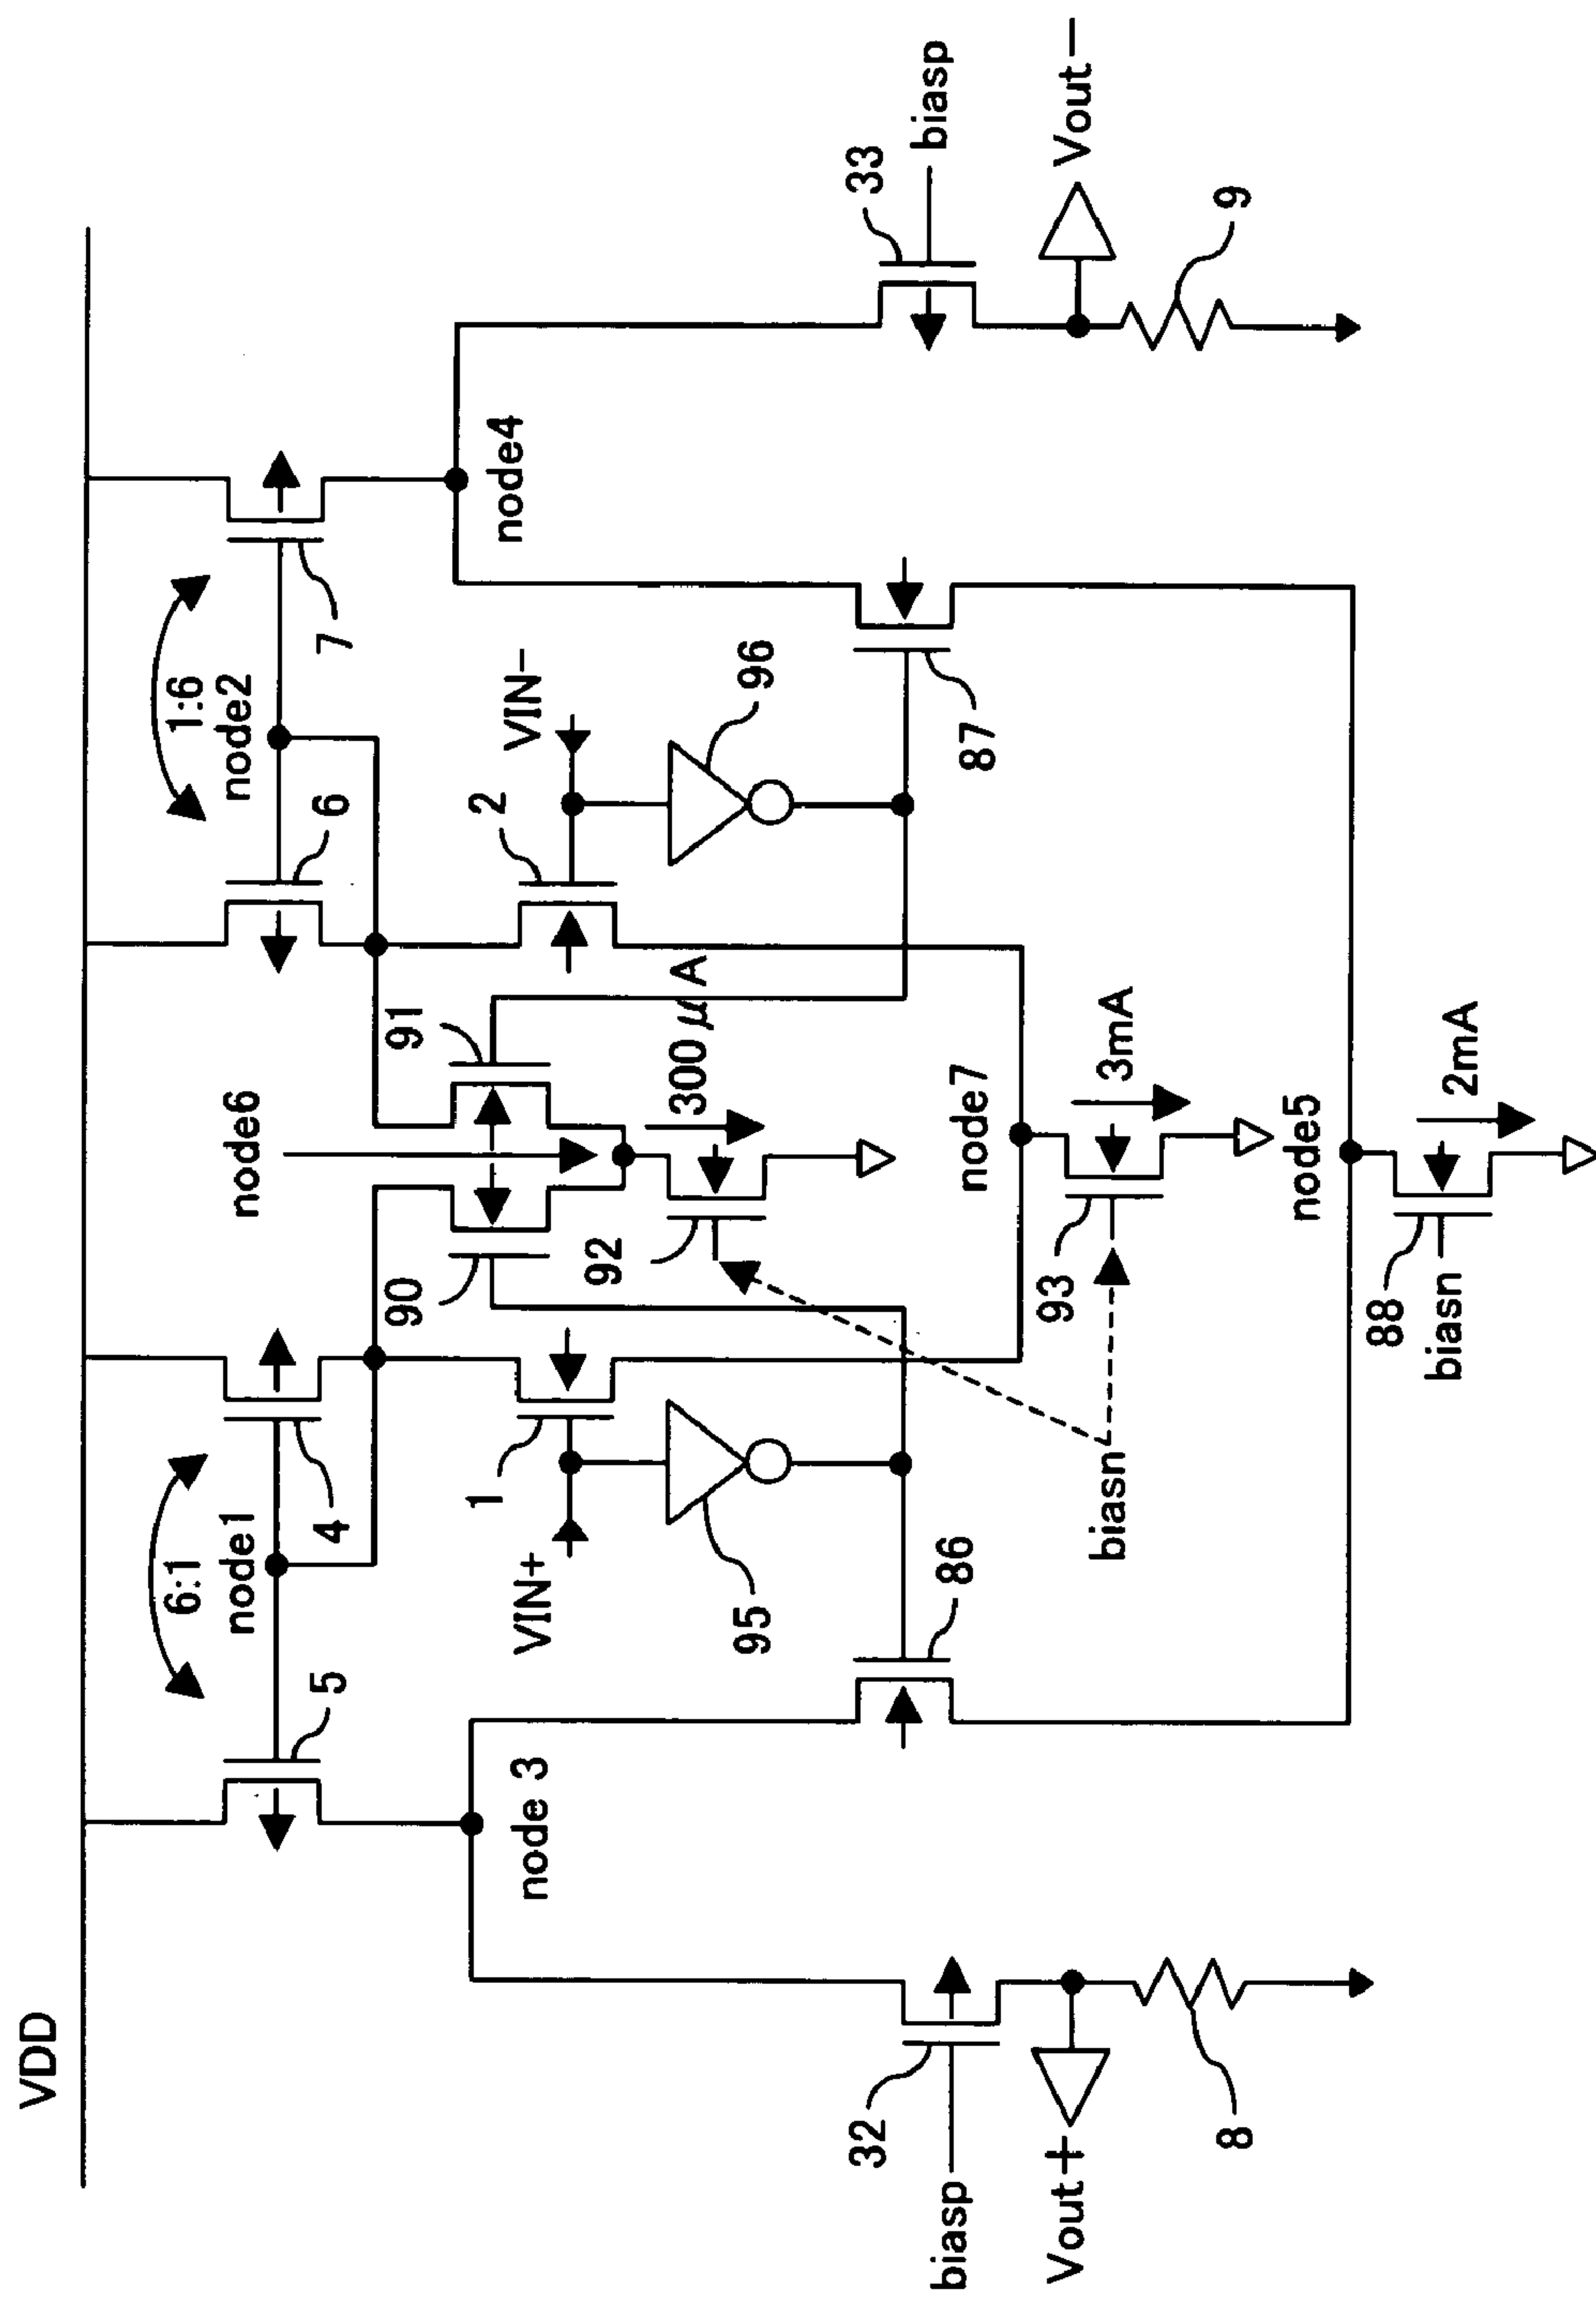 VDD
6:1
node1
1:6
node2
5
4
6
7
node 3
node4
node6
90
91
1
2
VIN+
VIN-
300 μ A
92
95
96
32
33
biasp
biasp
86
87
node7
Vout+
Vout-
93
3mA
biasn
8
9
node5
88
2mA
biasn